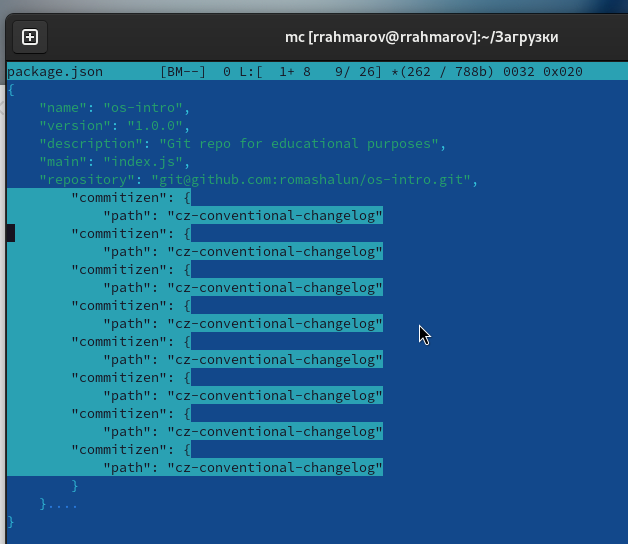 mc [rrahmarov@rrahmarov]:~/Загрузки
package.json       [BM--]  0 L:[  1+ 8   9/ 26] *(262 / 788b) 0032 0x020
{
    "name": "os-intro",
    "version": "1.0.0",
    "description": "Git repo for educational purposes",
    "main": "index.js",
    "repository": "git@github.com:romashalun/os-intro.git",
        "commitizen": {
            "path": "cz-conventional-changelog"
        "commitizen": {
            "path": "cz-conventional-changelog"
        "commitizen": {
            "path": "cz-conventional-changelog"
        "commitizen": {
            "path": "cz-conventional-changelog"
        "commitizen": {
            "path": "cz-conventional-changelog"
        "commitizen": {
            "path": "cz-conventional-changelog"
        "commitizen": {
            "path": "cz-conventional-changelog"
        "commitizen": {
            "path": "cz-conventional-changelog"
        }
    }....
}